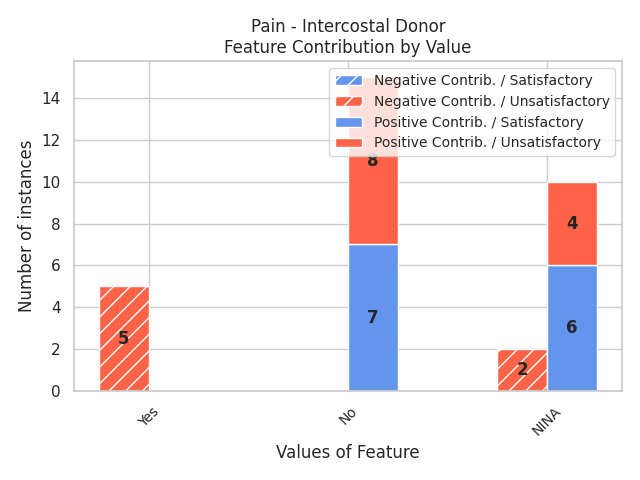 Pain - Intercostal Donor
Feature Contribution by Value
Negative Contrib. / Satisfactory
Negative Contrib. / Unsatisfactory
Positive Contrib. / Satisfactory
Positive Contrib. / Unsatisfactory
Number of instances
14
12
10
8
6
4
2
0
5
8
7
2
4
6
Yes
No
NINA
Values of Feature